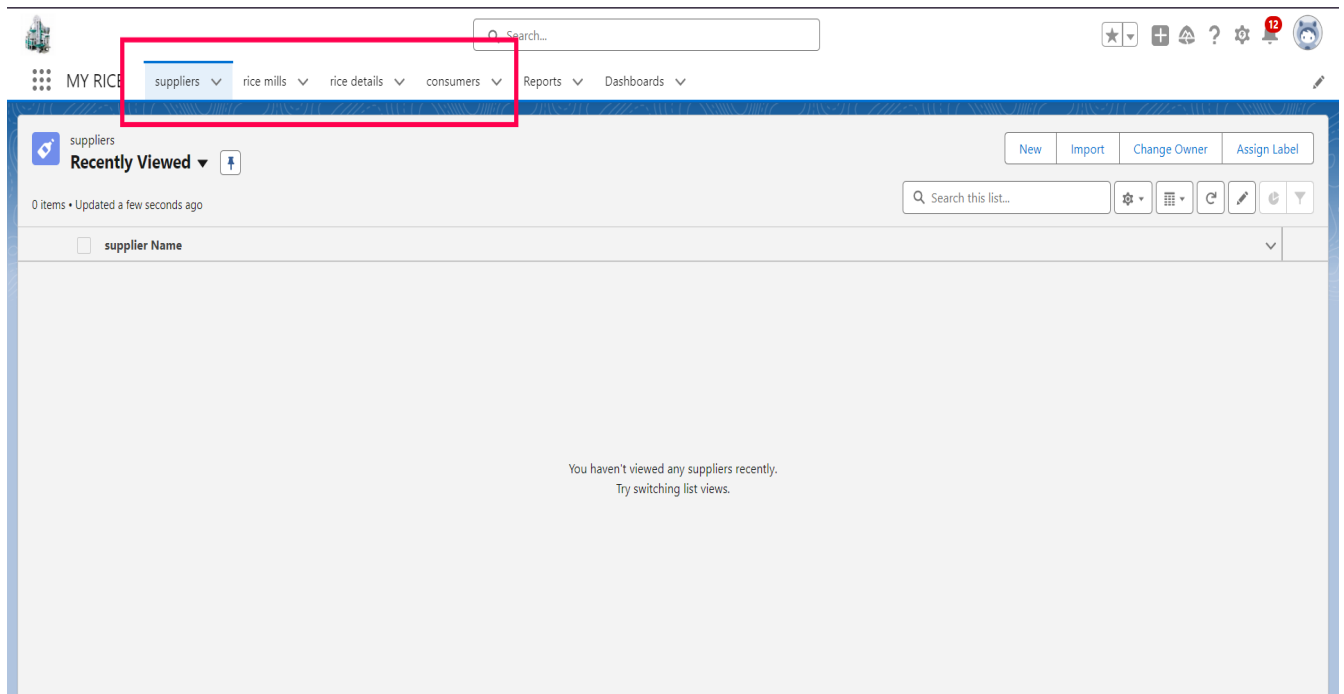 Search...
12
MY RICE suppliers rice mills rice details consumers Reports Dashboards
suppliers
Recently Viewed
New Import Change Owner Assign Label
0 items • Updated a few seconds ago
Search this list...
supplier Name
You haven't viewed any suppliers recently.
Try switching list views.